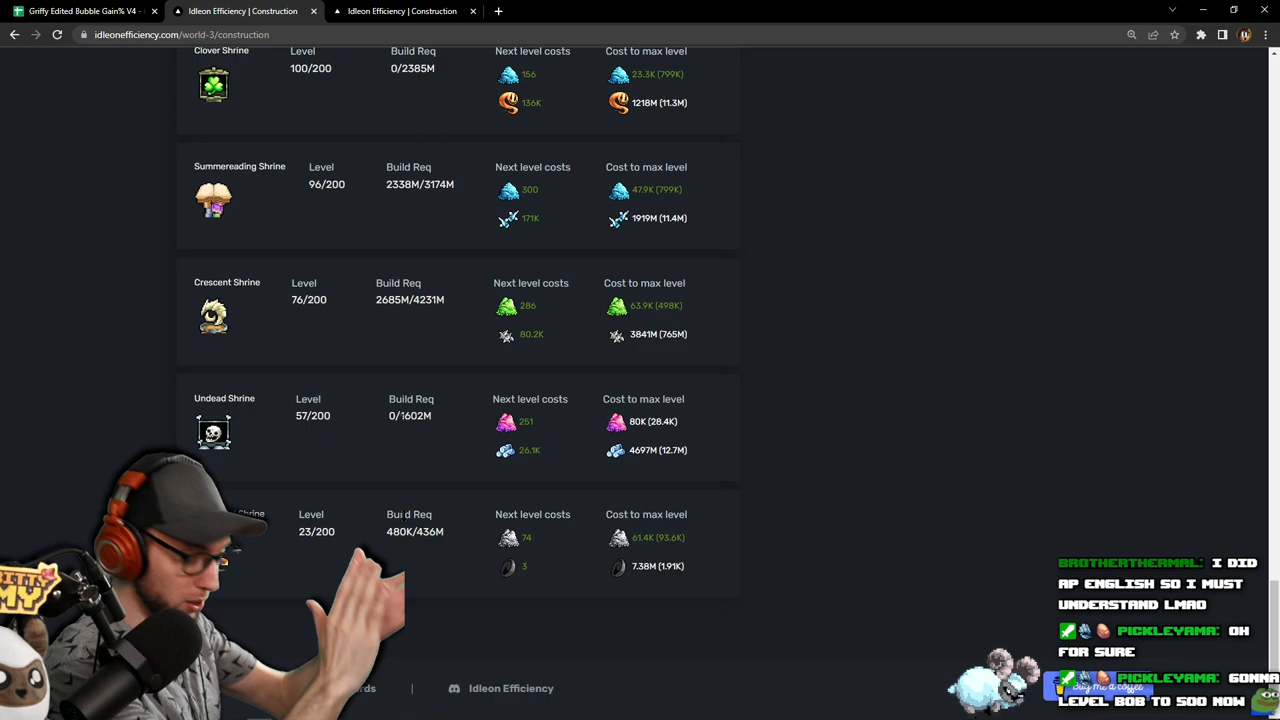 Griffy Edited Bubble Gain% V4 -
Idleon Efficiency | Construction
Idleon Efficiency | Construction
idleonefficiency.com/world-3/construction
Clover Shrine
Level
Build Req
Next level costs
Cost to max level
100/200
0/2385M
156
23.3K (799K)
136K
1218M (11.3M)
Summereading Shrine
Level
Build Req
Next level costs
Cost to max level
96/200
2338M/3174M
300
47.9K (799K)
171K
1919M (11.4M)
Crescent Shrine
Level
Build Req
Next level costs
Cost to max level
76/200
2685M/4231M
286
63.9K (498K)
80.2K
3841M (765M)
Undead Shrine
Level
Build Req
Next level costs
Cost to max level
57/200
0/1602M
251
80K (28.4K)
26.1K
4697M (12.7M)
Shrine
Level
Build Req
Next level costs
Cost to max level
23/200
480K/436M
74
61.4K (93.6K)
3
7.38M (1.91K)
Idleon Efficiency
Buy me a coffee
BROTHERTHERMAL: I DID
AP ENGLISH SO I MUST
UNDERSTAND LMAO
PICKLEYAMA: OH
FOR SURE
PICKLEYAMA: GONNA
LEVEL BOB TO 500 NOW